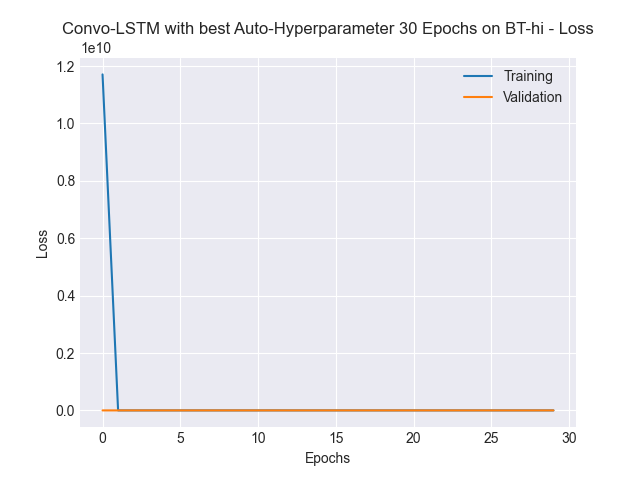 Convo-LSTM with best Auto-Hyperparameter 30 Epochs on BT-hi - Loss
1e10
1.2
1.0
0.8
0.6
0.4
0.2
0.0
Loss
Training
Validation
0 5 10 15 20 25 30
Epochs